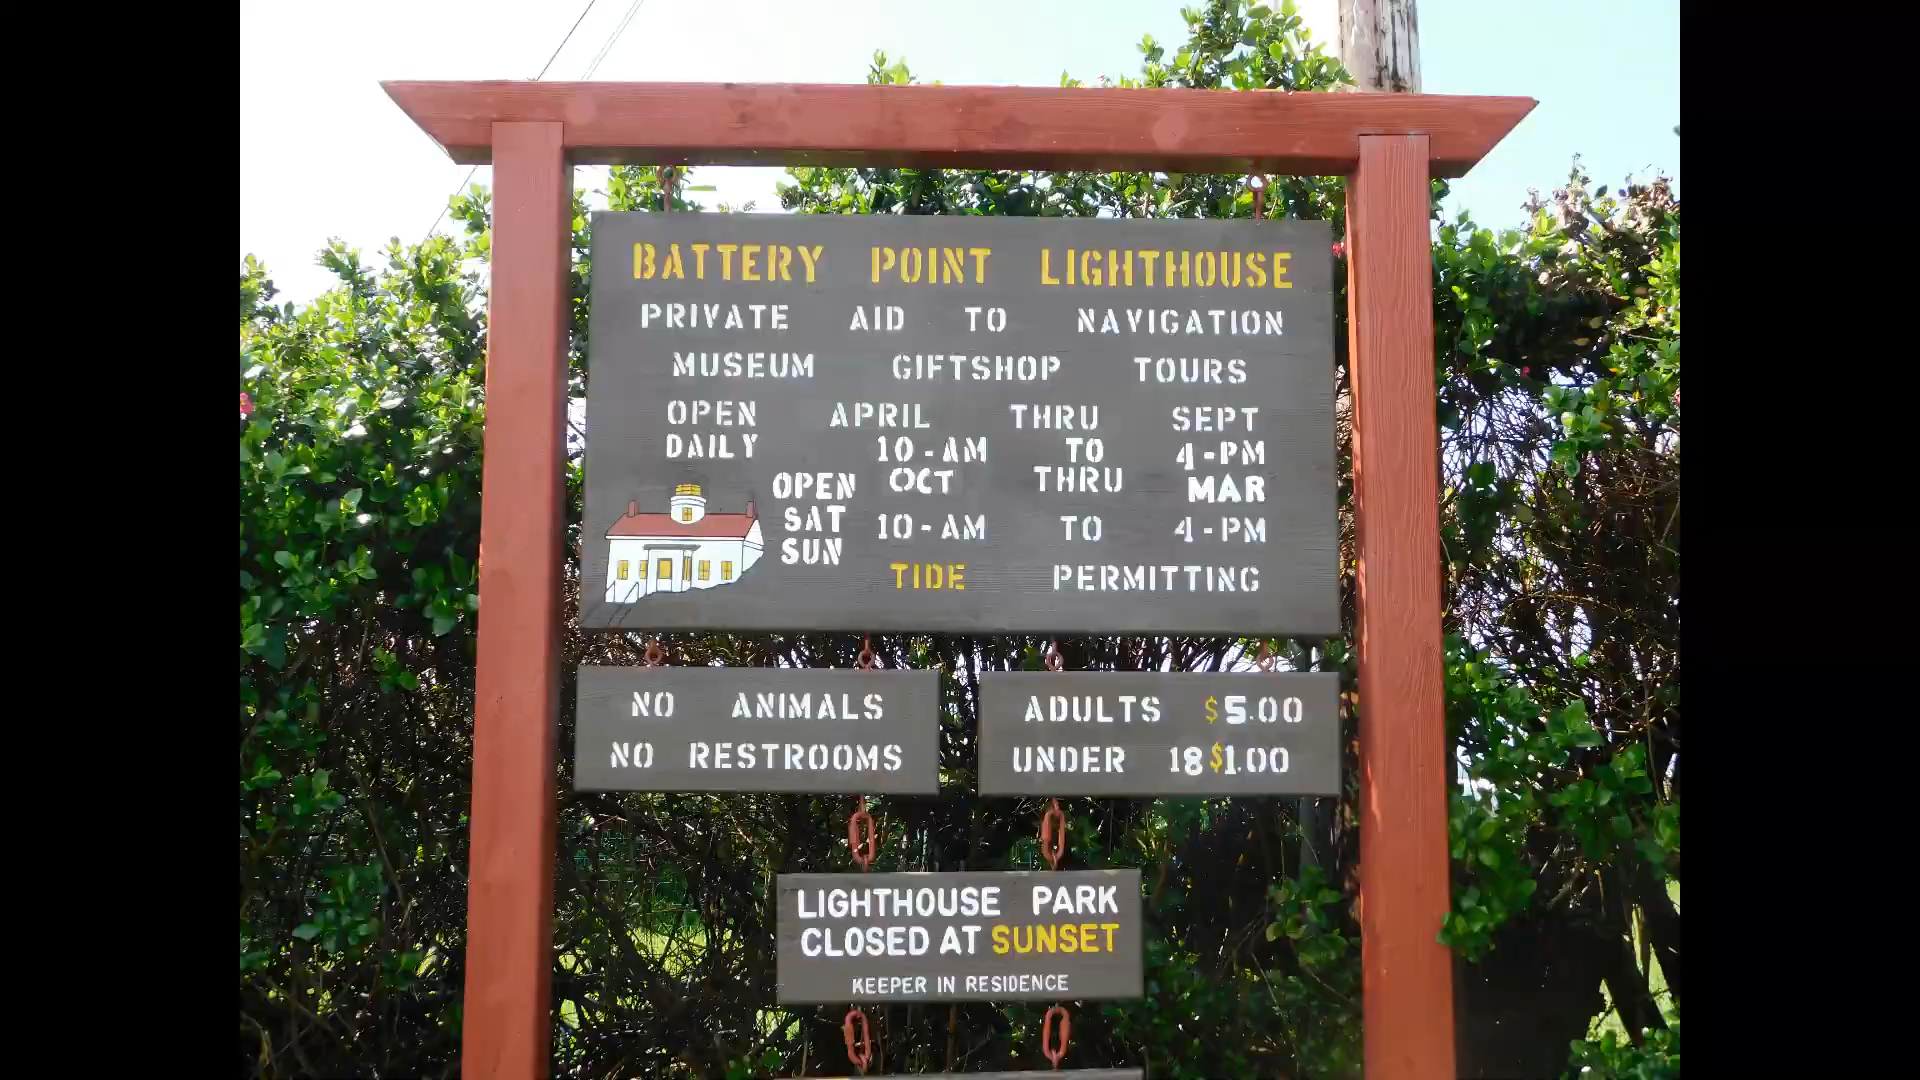 BATTERY POINT LIGHTHOUSE
PRIVATE AID TO NAVIGATION
MUSEUM GIFTSHOP TOURS
OPEN APRIL THRU SEPT
DAILY 10-AM TO 4-PM
OPEN OCT THRU MAR
SAT 10-AM TO 4-PM
SUN
TIDE PERMITTING
NO ANIMALS
NO RESTROOMS
ADULTS $5.00
UNDER 18 $1.00
LIGHTHOUSE PARK
CLOSED AT SUNSET
KEEPER IN RESIDENCE